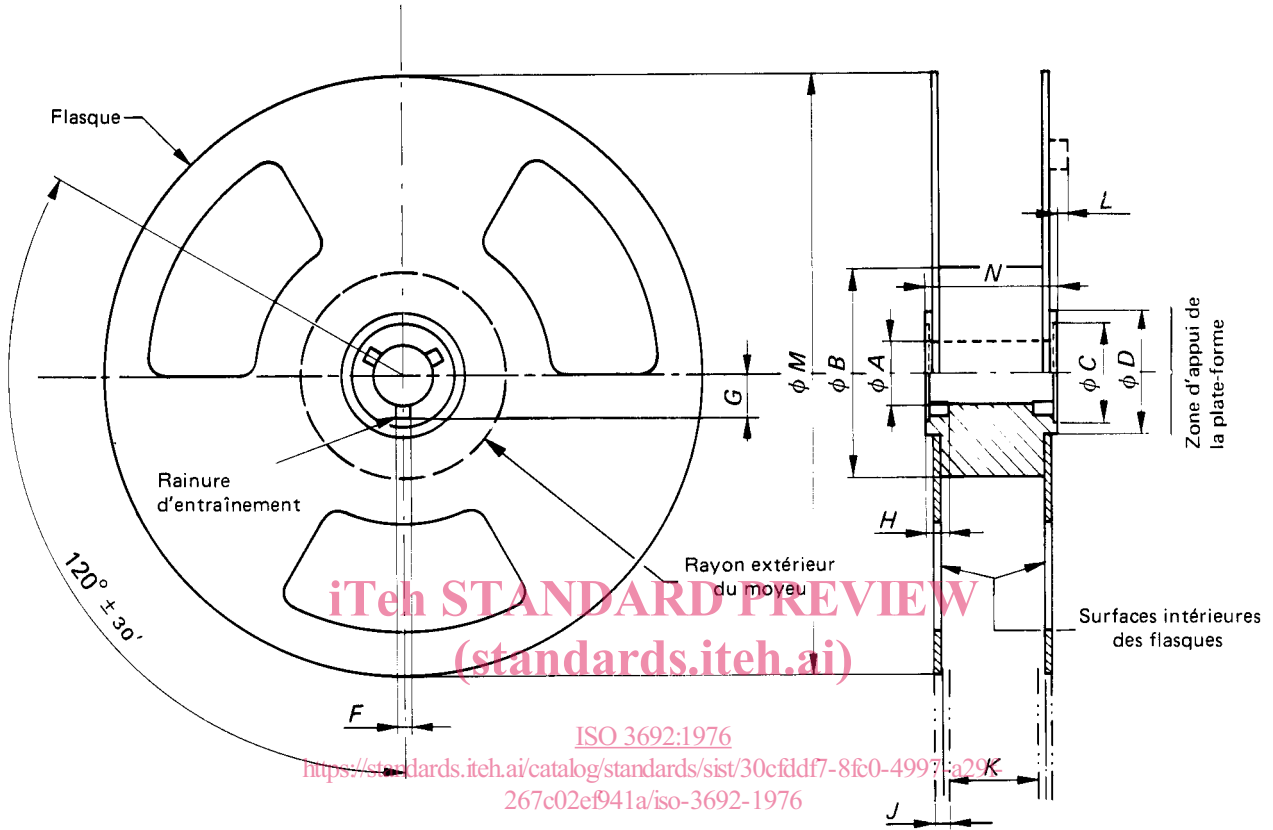 Flasque
L
N
φ M
φ B
φ A
φ C
φ D
Zone d'appui de
la plate-forme
G
Rainure
d'entraînement
H
120° ± 30′
Rayon extérieur
du moyeu
iTeh STANDARD PREVIEW
Surfaces intérieures
des flasques
(standards.iteh.ai)
F
ISO 3692:1976
https://standards.iteh.ai/catalog/standards/sist/30cfddf7-8fc0-4997-a29f-
K
267c02ef941a/iso-3692-1976
J